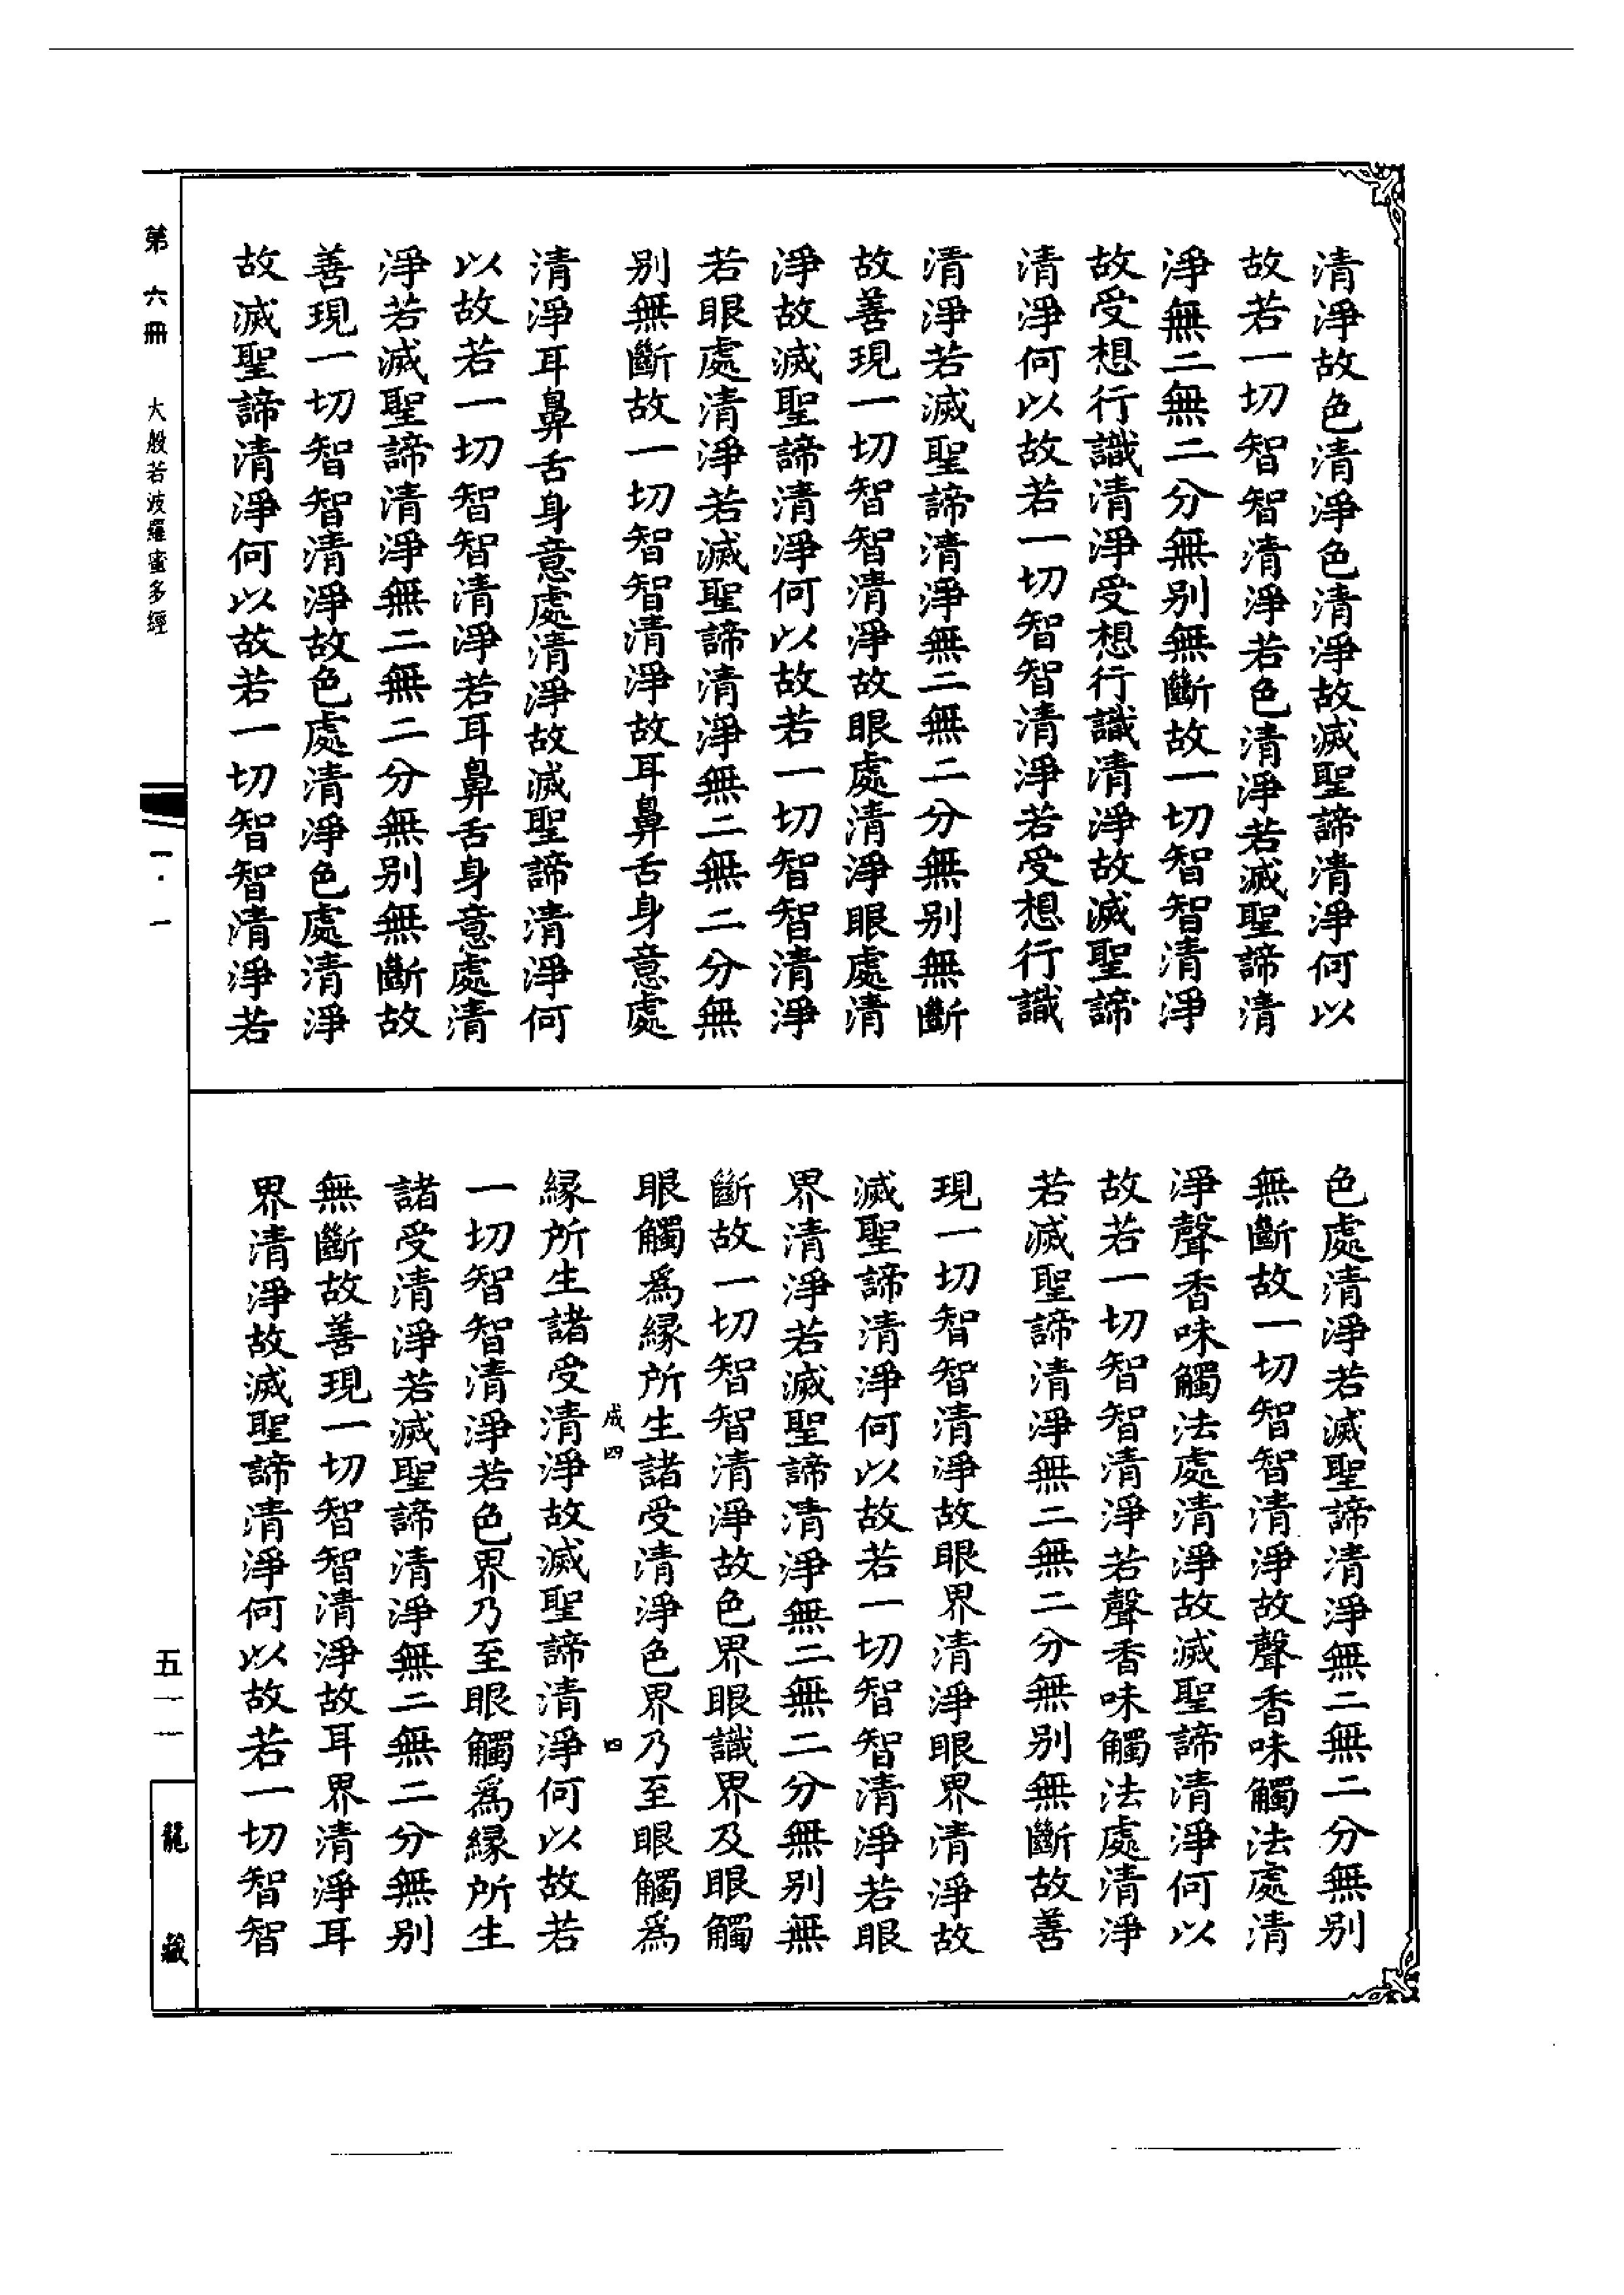 清淨故色清淨色清淨故滅聖諦清淨何以
故若一切智智清淨若色清淨若滅聖諦清
淨無二無二分無别無斷故一切智智清淨
故受想行識清淨受想行識清淨故滅聖諦
清淨何以故若一切智智清淨若受想行識
清淨若滅聖諦清淨無二無二分無别無斷
故善現一切智智清淨故眼處清淨眼處清
淨故滅聖諦清淨何以故若一切智智清淨
若眼處清淨若滅聖諦清淨無二無二分無
别無斷故一切智智清淨故耳鼻舌身意處
清淨耳鼻舌身意處清淨故滅聖諦清淨何
以故若一切智智清淨若耳鼻舌身意處清
淨若滅聖諦清淨無二無二分無别無斷故
善現一切智智清淨故色處清淨色處清淨
故滅聖諦清淨何以故若一切智智清淨若
色處清淨若滅聖諦清淨無二無二分無别
無斷故一切智智清淨故聲香味觸法處清
淨聲香味觸法處清淨故滅聖諦清淨何以
故若一切智智清淨若聲香味觸法處清淨
若滅聖諦清淨無二無二分無别無斷故善
現一切智智清淨故眼界清淨眼界清淨故
滅聖諦清淨何以故若一切智智清淨若眼
界清淨若滅聖諦清淨無二無二分無别無
斷故一切智智清淨故色界眼識界及眼觸
眼觸爲緣所生諸受清淨色界乃至眼觸爲
成四 四
緣所生諸受清淨故滅聖諦清淨何以故若
一切智智清淨若色界乃至眼觸爲緣所生
諸受清淨若滅聖諦清淨無二無二分無别
無斷故善現一切智智清淨故耳界清淨耳
界清淨故滅聖諦清淨何以故若一切智智
第六冊 大般若波羅蜜多經 一·一 五一一 龍藏